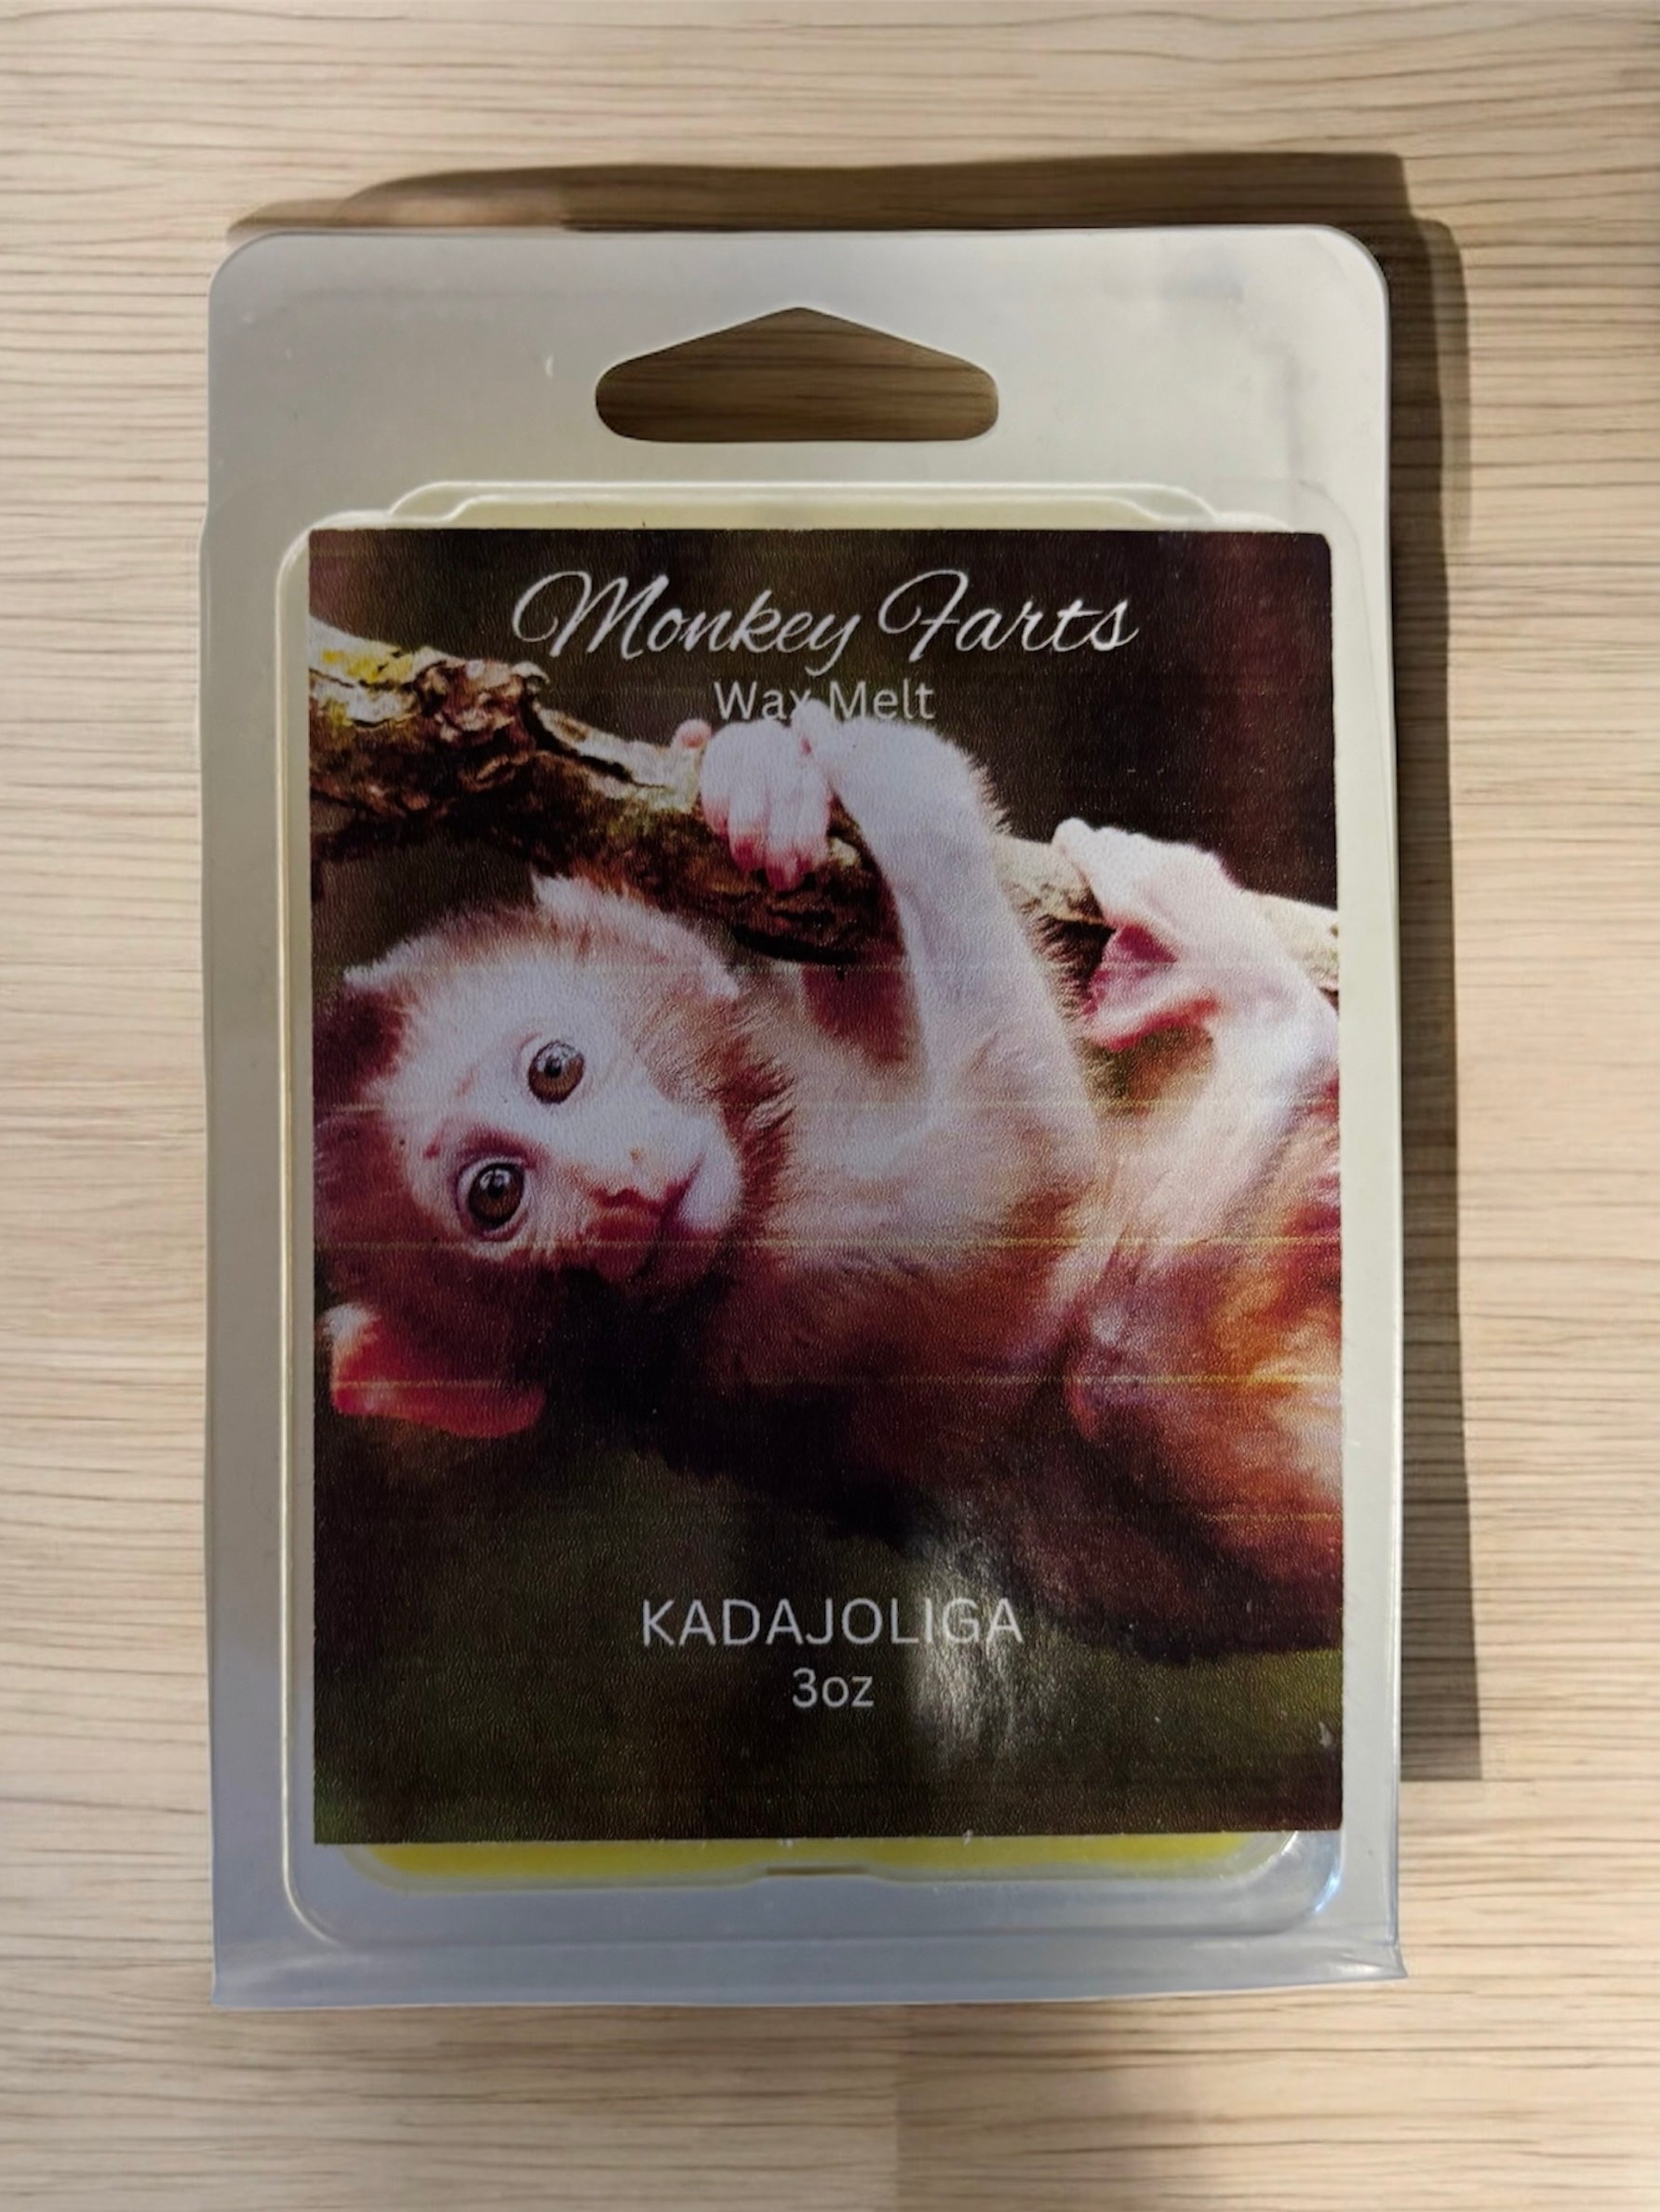 Monkey Farts
Wax Melt
KADAJOLIGA
3oz